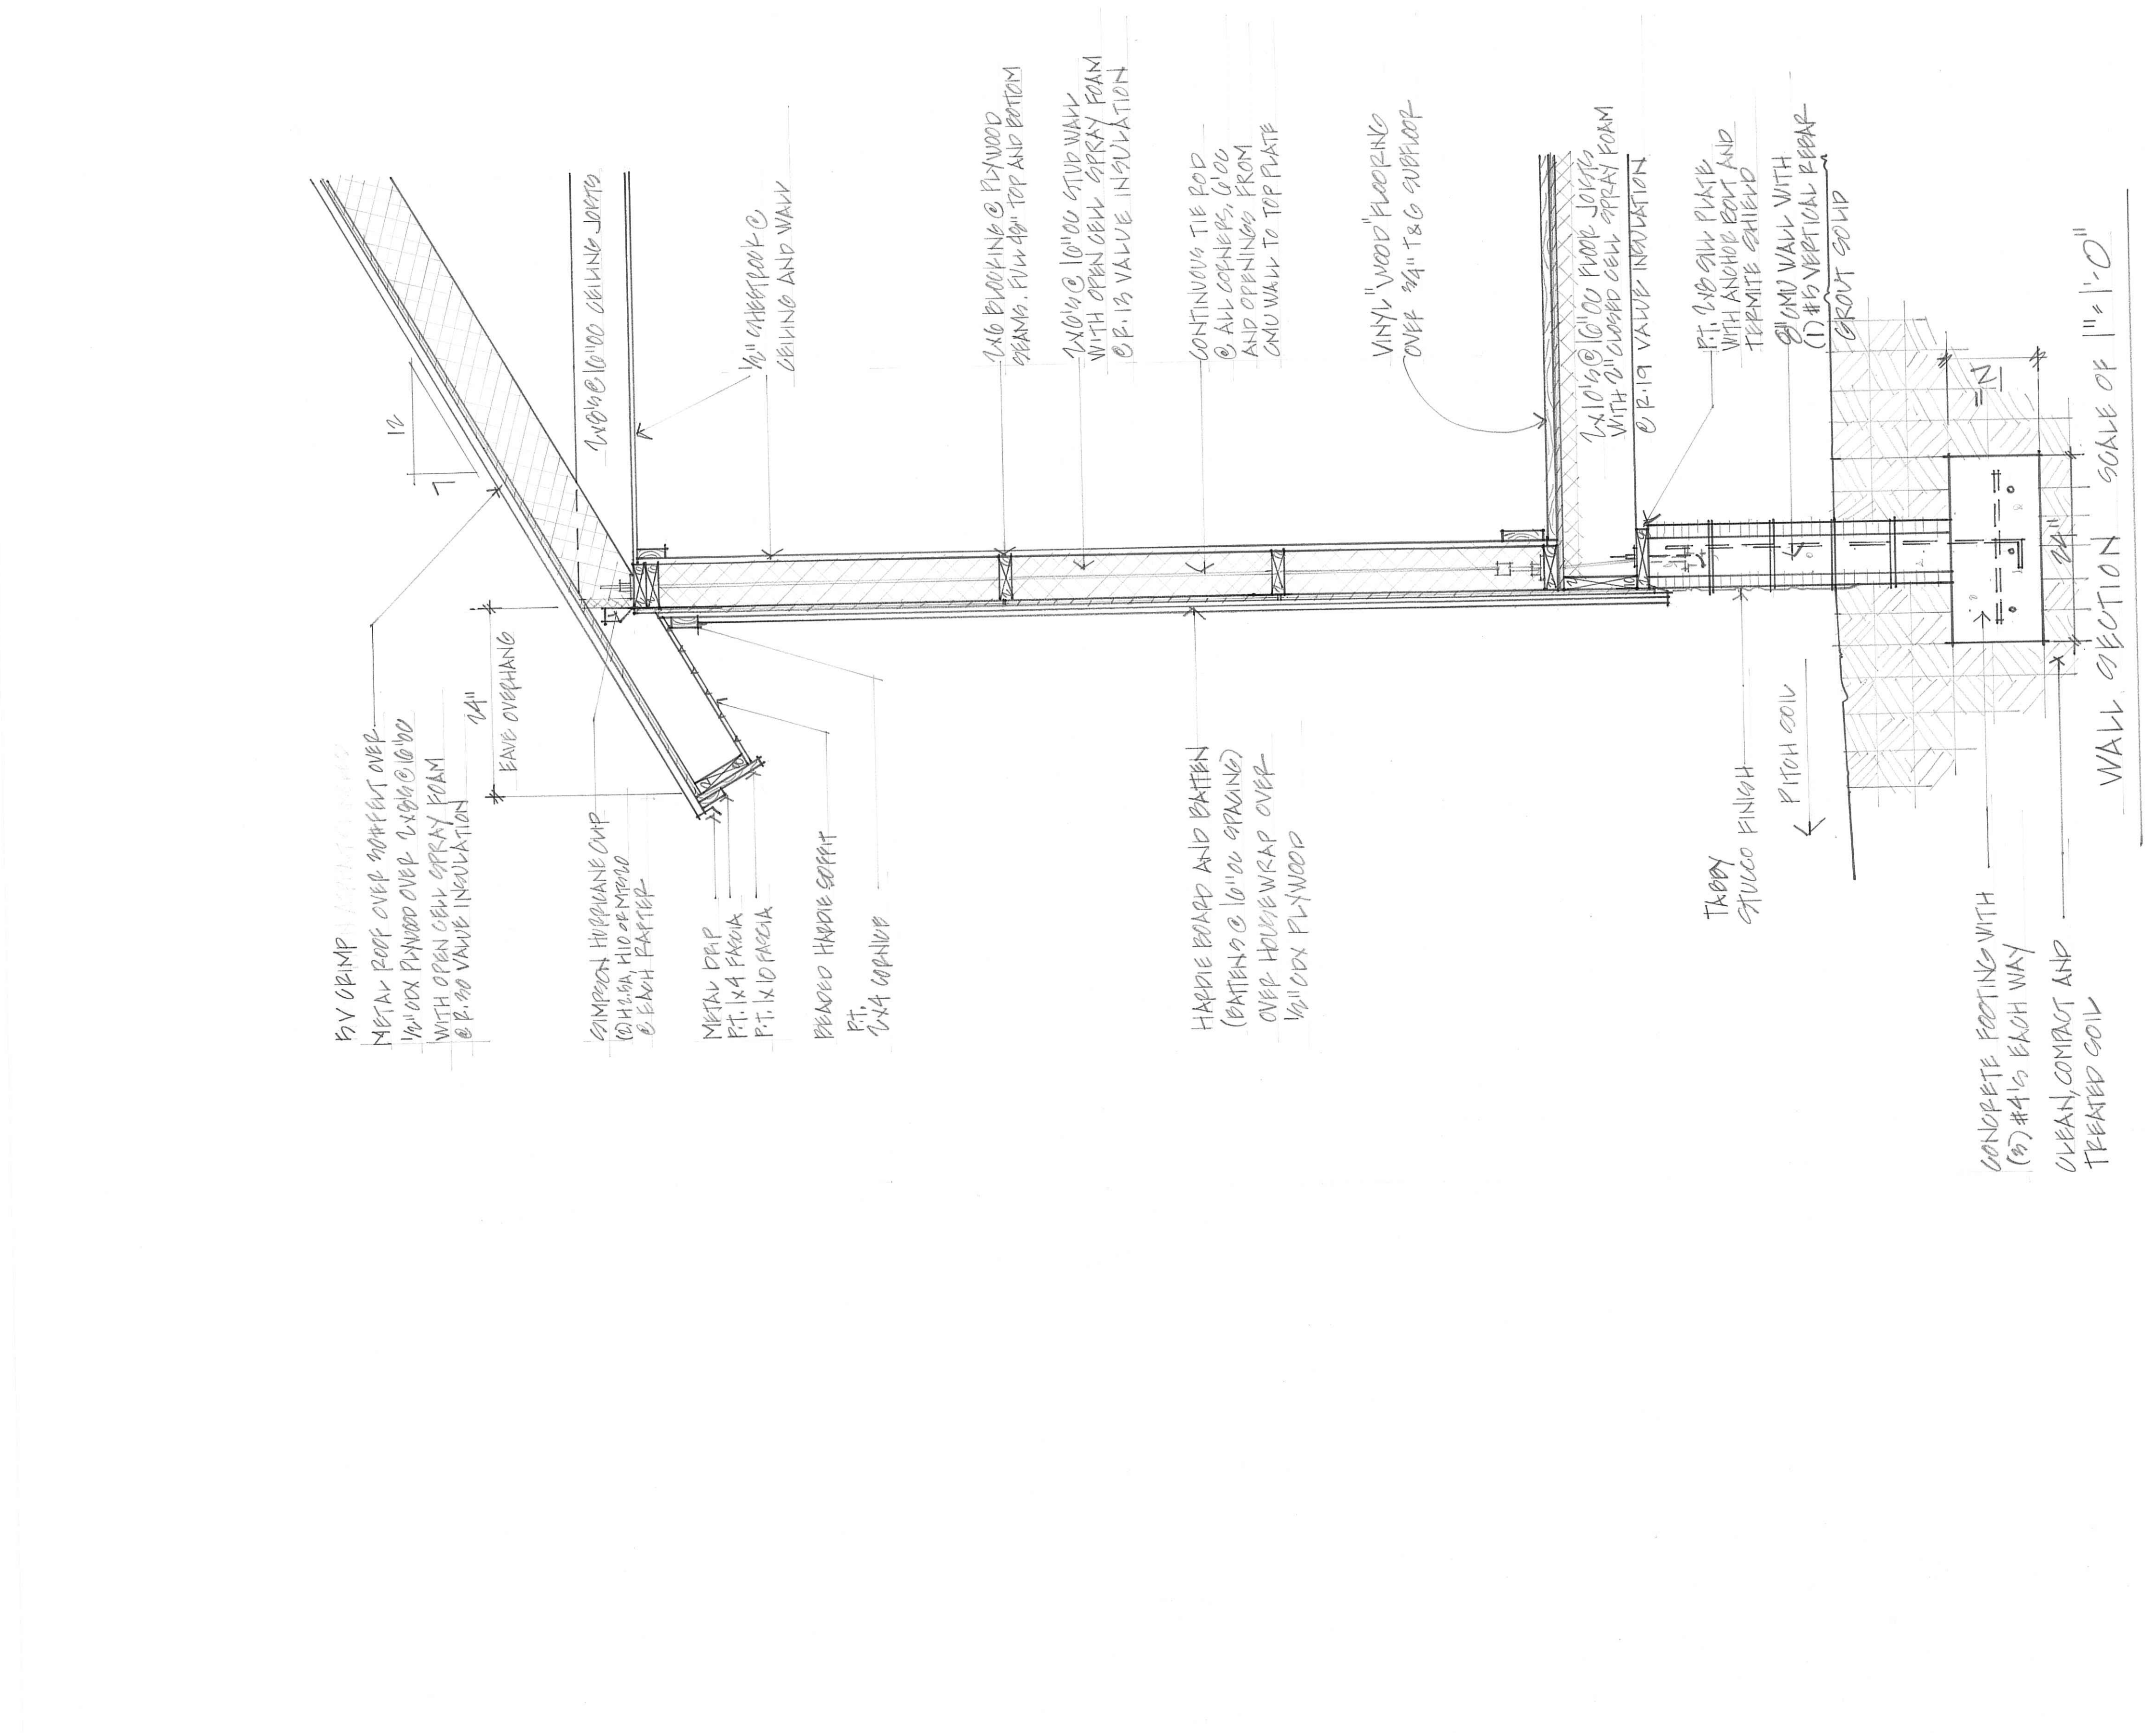 5V CRIMP
METAL ROOF OVER 30# FELT OVER
1/2" CDX PLYWOOD OVER 2x8'S @ 16"OC
WITH OPEN CELL SPRAY FOAM
@ R.30 VALUE INSULATION
12
7
24"
EAVE OVERHANG
2x8'S @ 16"OC CEILING JOISTS
SIMPSON HURRICANE CLIP
@ EACH RAFTER
METAL DRIP
P.T. 1x4 FASCIA
P.T. 1x10 FASCIA
BEADED HARDIE SOFFIT
P.T.
2x4 CORNICE
1/2" SHEETROCK @
CEILING AND WALL
2x6 BLOCKING @ PLYWOOD
SEAMS. FULL 48" TOP AND BOTTOM
2x6'S @ 16"OC STUD WALL
WITH OPEN CELL SPRAY FOAM
@ R.13 VALUE INSULATION
CONTINUOUS TIE ROD
@ ALL CORNERS, 6'OC
AND OPENINGS FROM
CMU WALL TO TOP PLATE
HARDIE BOARD AND BATTEN
(BATTENS @ 16"OC SPACING)
OVER HOUSEWRAP OVER
1/2" CDX PLYWOOD
VINYL "WOOD" FLOORING
OVER 3/4" T&G SUBFLOOR
2x10'S @ 16"OC FLOOR JOISTS
WITH 2" CLOSED CELL SPRAY FOAM
@ R.19 VALUE INSULATION
P.T. 2x8 SILL PLATE
WITH ANCHOR BOLT AND
TERMITE SHIELD
8" CMU WALL WITH
(1) #5 VERTICAL REBAR
GROUT SOLID
TABBY
STUCCO FINISH
PITCH SOIL
12"
24"
CONCRETE FOOTING WITH
(3) #4'S EACH WAY
CLEAN, COMPACT AND
TREATED SOIL
WALL SECTION SCALE OF 1"=1'-0"